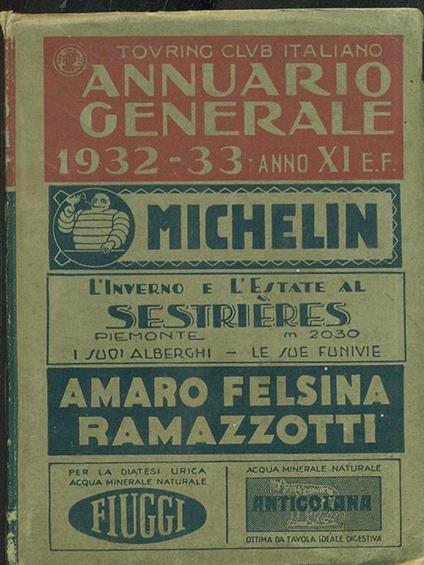 TOVRING CLVB ITALIANO
ANNUARIO
GENERALE
1932-33 · ANNO XI E.F.
MICHELIN
L'INVERNO E L'ESTATE AL
SESTRIÈRES
PIEMONTE m 2030
I SUOI ALBERGHI – LE SUE FUNIVIE
AMARO FELSINA
RAMAZZOTTI
PER LA DIATESI URICA
ACQUA MINERALE NATURALE
FIUGGI
ACQUA MINERALE NATURALE
ANTICOLANA
OTTIMA DA TAVOLA IDEALE DIGESTIVA